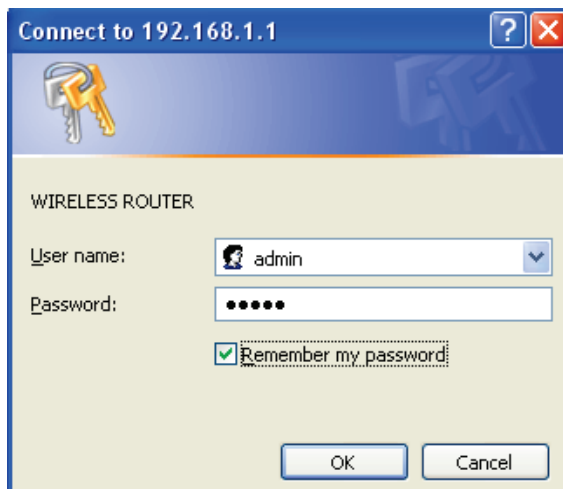 Connect to 192.168.1.1
WIRELESS ROUTER
User name:
admin
Password:
•••••
Remember my password
OK
Cancel